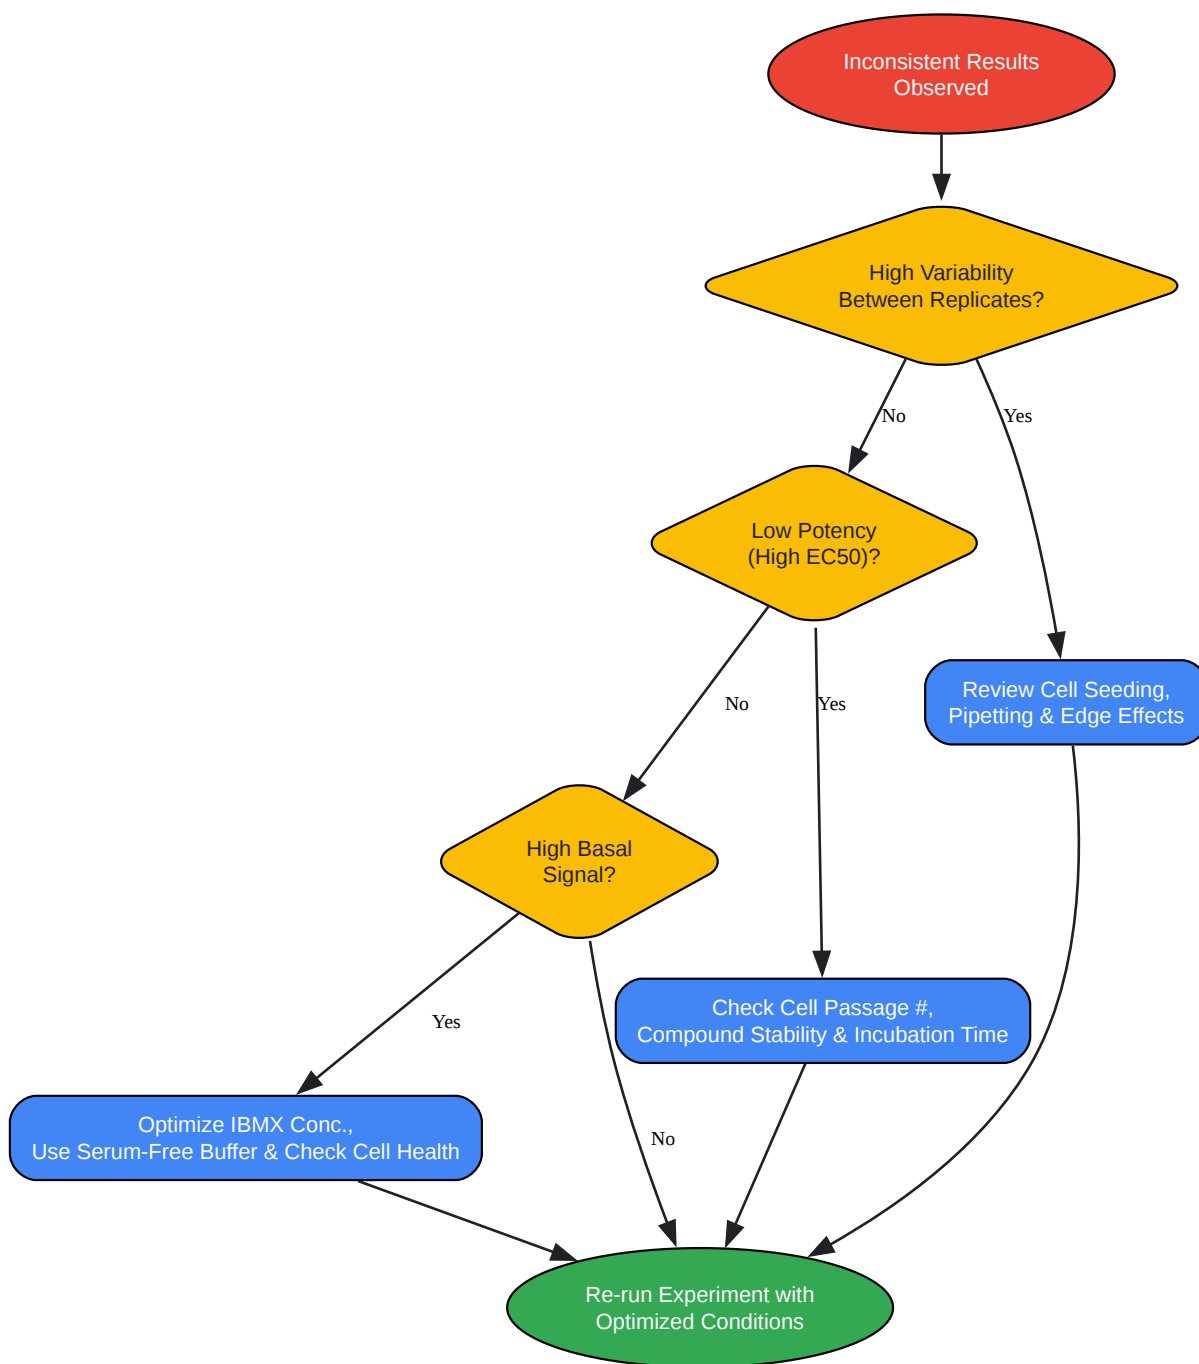 Inconsistent Results
Observed
High Variability
Between Replicates?
No
Yes
Low Potency
(High EC50)?
No
Yes
Review Cell Seeding,
Pipetting & Edge Effects
High Basal
Signal?
Yes
No
Check Cell Passage #,
Compound Stability & Incubation Time
Optimize IBMX Conc.,
Use Serum-Free Buffer & Check Cell Health
Re-run Experiment with
Optimized Conditions